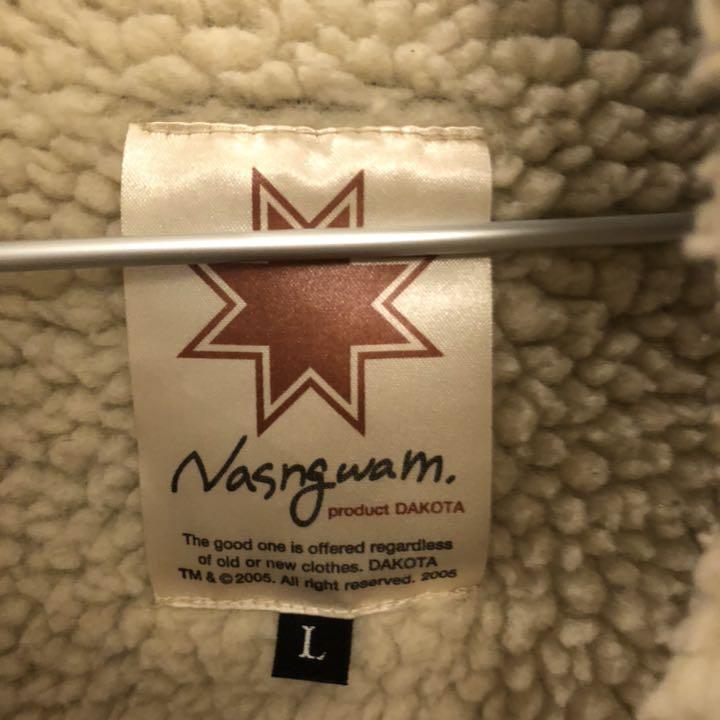 Nasngwam.
product DAKOTA
The good one is offered regardless
of old or new clothes. DAKOTA
TM & ©2005. All right reserved. 2005
L